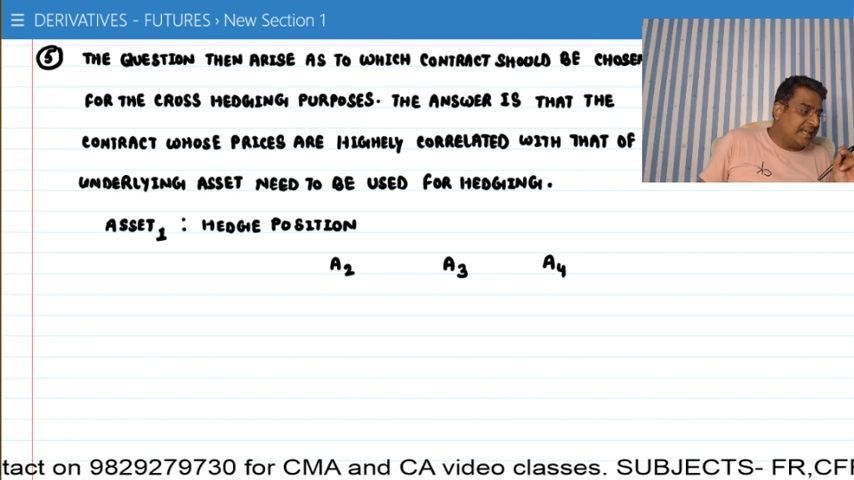 DERIVATIVES - FUTURES › New Section 1
⑤ THE QUESTION THEN ARISE AS TO WHICH CONTRACT SHOULD BE CHOSEN
FOR THE CROSS HEDGING PURPOSES. THE ANSWER IS THAT THE
CONTRACT WHOSE PRICES ARE HIGHELY CORRELATED WITH THAT OF
UNDERLYING ASSET NEED TO BE USED FOR HEDGING.
ASSET₁ : HEDGE POSITION
A₂ A₃ A₄
tact on 9829279730 for CMA and CA video classes. SUBJECTS- FR,CFR